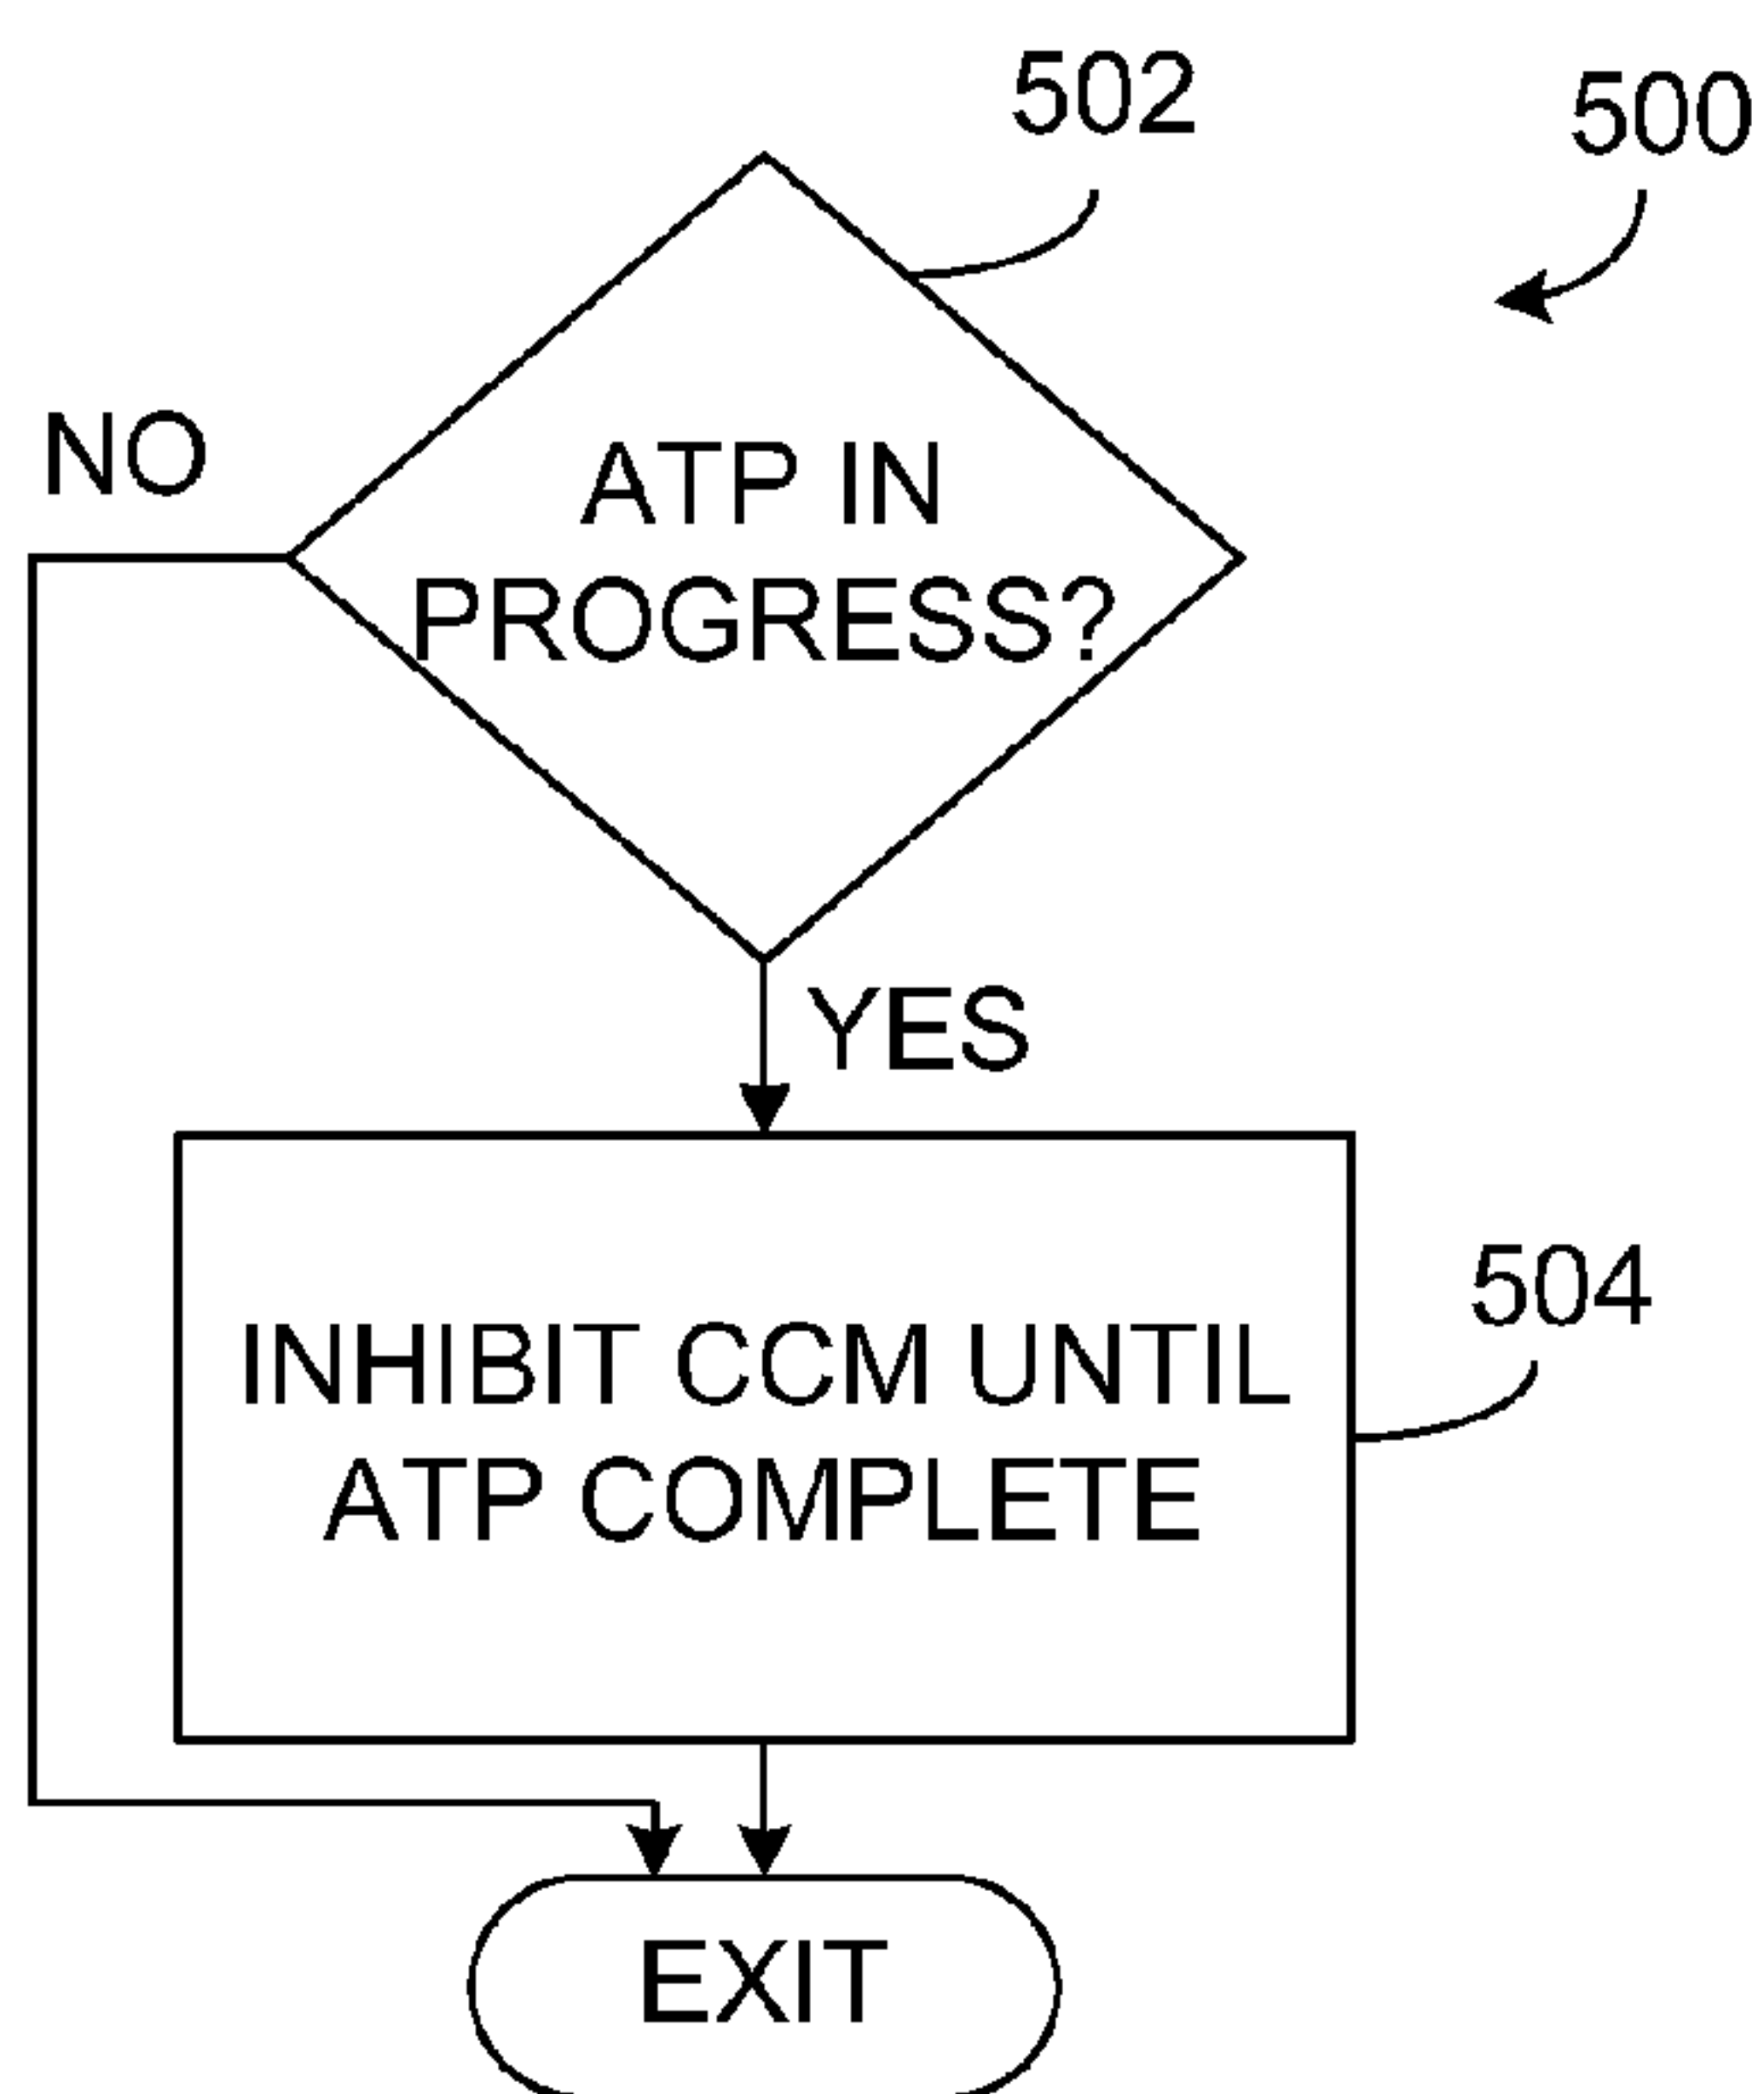 502
500
NO
ATP IN
PROGRESS?
YES
504
INHIBIT CCM UNTIL
ATP COMPLETE
EXIT